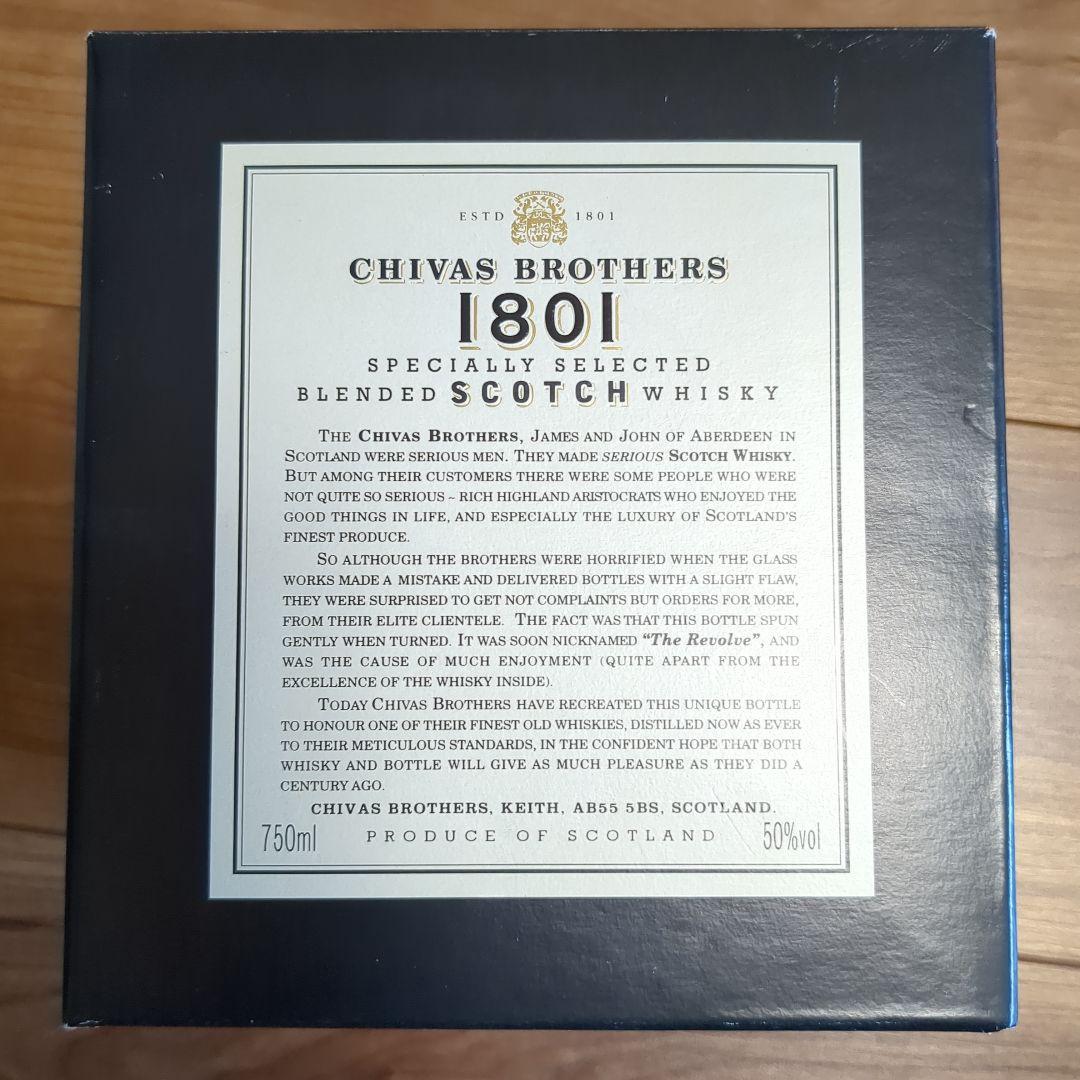 ESTD 1801
CHIVAS BROTHERS
1801
SPECIALLY SELECTED
BLENDED SCOTCH WHISKY
THE CHIVAS BROTHERS, JAMES AND JOHN OF ABERDEEN IN
SCOTLAND WERE SERIOUS MEN. THEY MADE SERIOUS SCOTCH WHISKY.
BUT AMONG THEIR CUSTOMERS THERE WERE SOME PEOPLE WHO WERE
NOT QUITE SO SERIOUS ~ RICH HIGHLAND ARISTOCRATS WHO ENJOYED THE
GOOD THINGS IN LIFE, AND ESPECIALLY THE LUXURY OF SCOTLAND'S
FINEST PRODUCE.
SO ALTHOUGH THE BROTHERS WERE HORRIFIED WHEN THE GLASS
WORKS MADE A MISTAKE AND DELIVERED BOTTLES WITH A SLIGHT FLAW,
THEY WERE SURPRISED TO GET NOT COMPLAINTS BUT ORDERS FOR MORE,
FROM THEIR ELITE CLIENTELE. THE FACT WAS THAT THIS BOTTLE SPUN
GENTLY WHEN TURNED. IT WAS SOON NICKNAMED "The Revolve", AND
WAS THE CAUSE OF MUCH ENJOYMENT (QUITE APART FROM THE
EXCELLENCE OF THE WHISKY INSIDE).
TODAY CHIVAS BROTHERS HAVE RECREATED THIS UNIQUE BOTTLE
TO HONOUR ONE OF THEIR FINEST OLD WHISKIES, DISTILLED NOW AS EVER
TO THEIR METICULOUS STANDARDS, IN THE CONFIDENT HOPE THAT BOTH
WHISKY AND BOTTLE WILL GIVE AS MUCH PLEASURE AS THEY DID A
CENTURY AGO.
CHIVAS BROTHERS, KEITH, AB55 5BS, SCOTLAND.
750ml PRODUCE OF SCOTLAND 50%vol